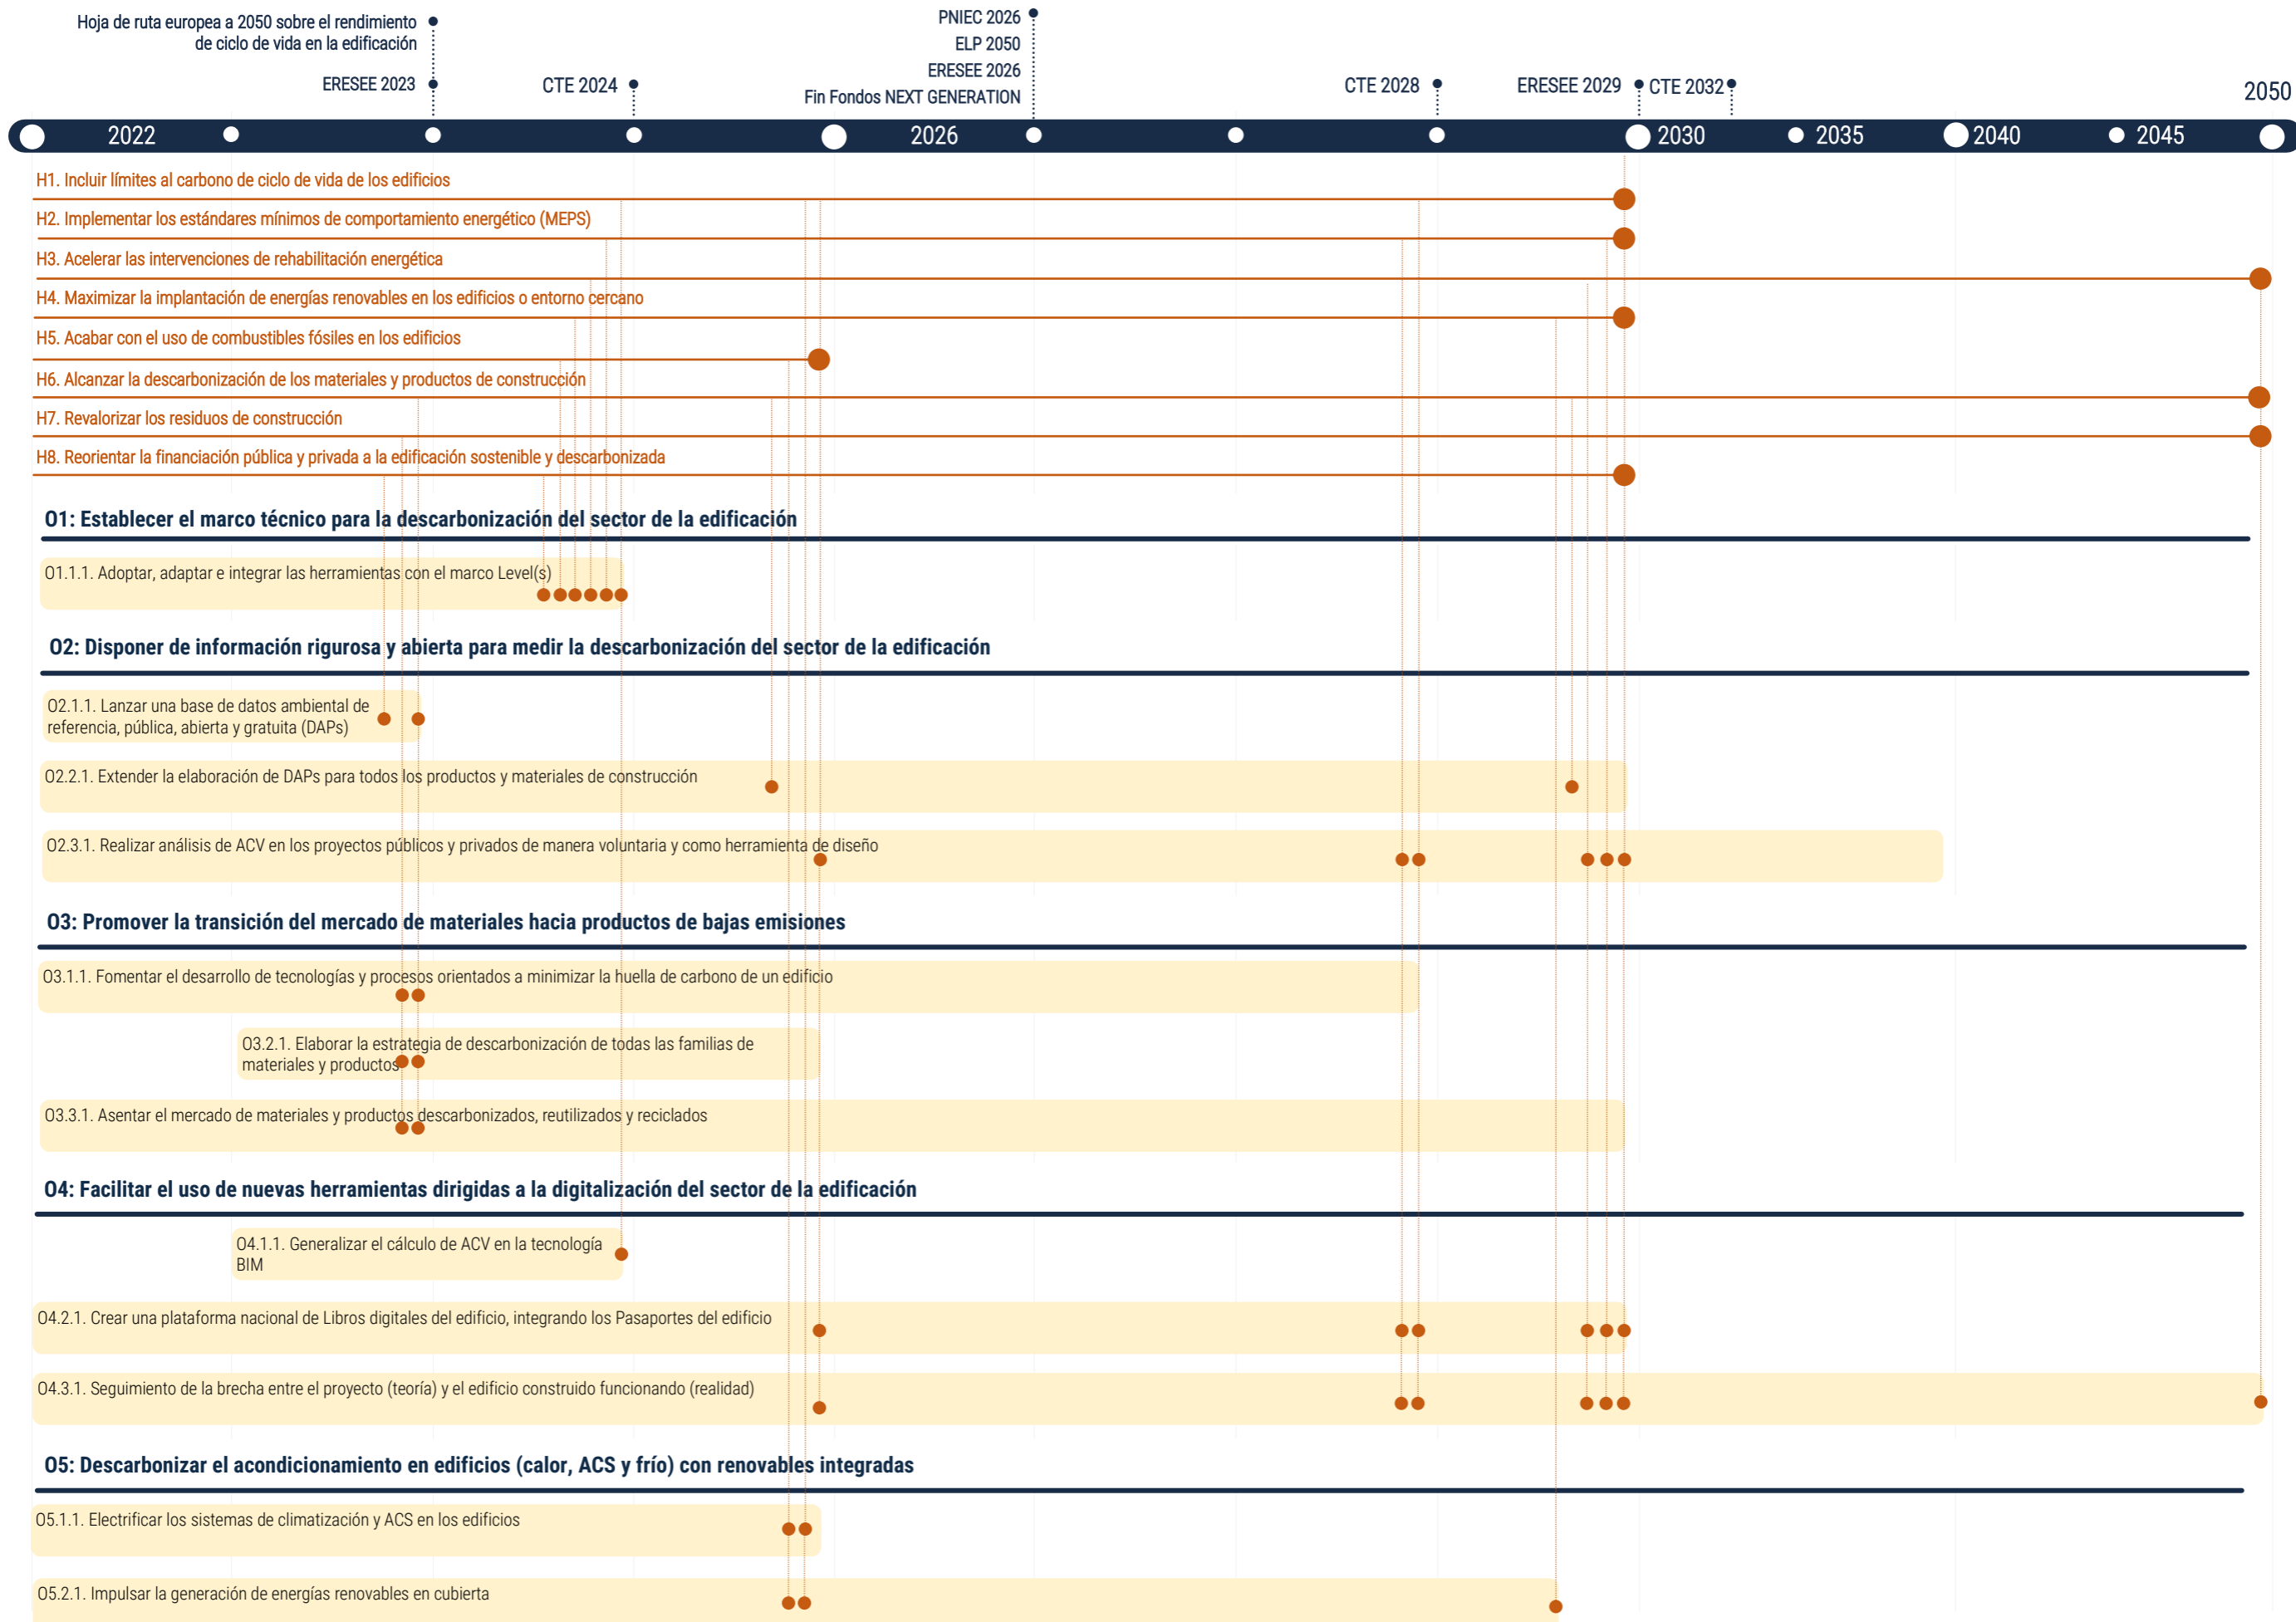 Hoja de ruta europea a 2050 sobre el rendimiento
de ciclo de vida en la edificación
ERESEE 2023
CTE 2024
PNIEC 2026
ELP 2050
ERESEE 2026
Fin Fondos NEXT GENERATION
CTE 2028
ERESEE 2029
CTE 2032
2050
2022
2026
2030
2035
2040
2045
H1. Incluir límites al carbono de ciclo de vida de los edificios
H2. Implementar los estándares mínimos de comportamiento energético (MEPS)
H3. Acelerar las intervenciones de rehabilitación energética
H4. Maximizar la implantación de energías renovables en los edificios o entorno cercano
H5. Acabar con el uso de combustibles fósiles en los edificios
H6. Alcanzar la descarbonización de los materiales y productos de construcción
H7. Revalorizar los residuos de construcción
H8. Reorientar la financiación pública y privada a la edificación sostenible y descarbonizada
O1: Establecer el marco técnico para la descarbonización del sector de la edificación
O1.1.1. Adoptar, adaptar e integrar las herramientas con el marco Level(s)
O2: Disponer de información rigurosa y abierta para medir la descarbonización del sector de la edificación
O2.1.1. Lanzar una base de datos ambiental de
referencia, pública, abierta y gratuita (DAPs)
O2.2.1. Extender la elaboración de DAPs para todos los productos y materiales de construcción
O2.3.1. Realizar análisis de ACV en los proyectos públicos y privados de manera voluntaria y como herramienta de diseño
O3: Promover la transición del mercado de materiales hacia productos de bajas emisiones
O3.1.1. Fomentar el desarrollo de tecnologías y procesos orientados a minimizar la huella de carbono de un edificio
O3.2.1. Elaborar la estrategia de descarbonización de todas las familias de
materiales y productos
O3.3.1. Asentar el mercado de materiales y productos descarbonizados, reutilizados y reciclados
O4: Facilitar el uso de nuevas herramientas dirigidas a la digitalización del sector de la edificación
O4.1.1. Generalizar el cálculo de ACV en la tecnología
BIM
O4.2.1. Crear una plataforma nacional de Libros digitales del edificio, integrando los Pasaportes del edificio
O4.3.1. Seguimiento de la brecha entre el proyecto (teoría) y el edificio construido funcionando (realidad)
O5: Descarbonizar el acondicionamiento en edificios (calor, ACS y frío) con renovables integradas
O5.1.1. Electrificar los sistemas de climatización y ACS en los edificios
O5.2.1. Impulsar la generación de energías renovables en cubierta